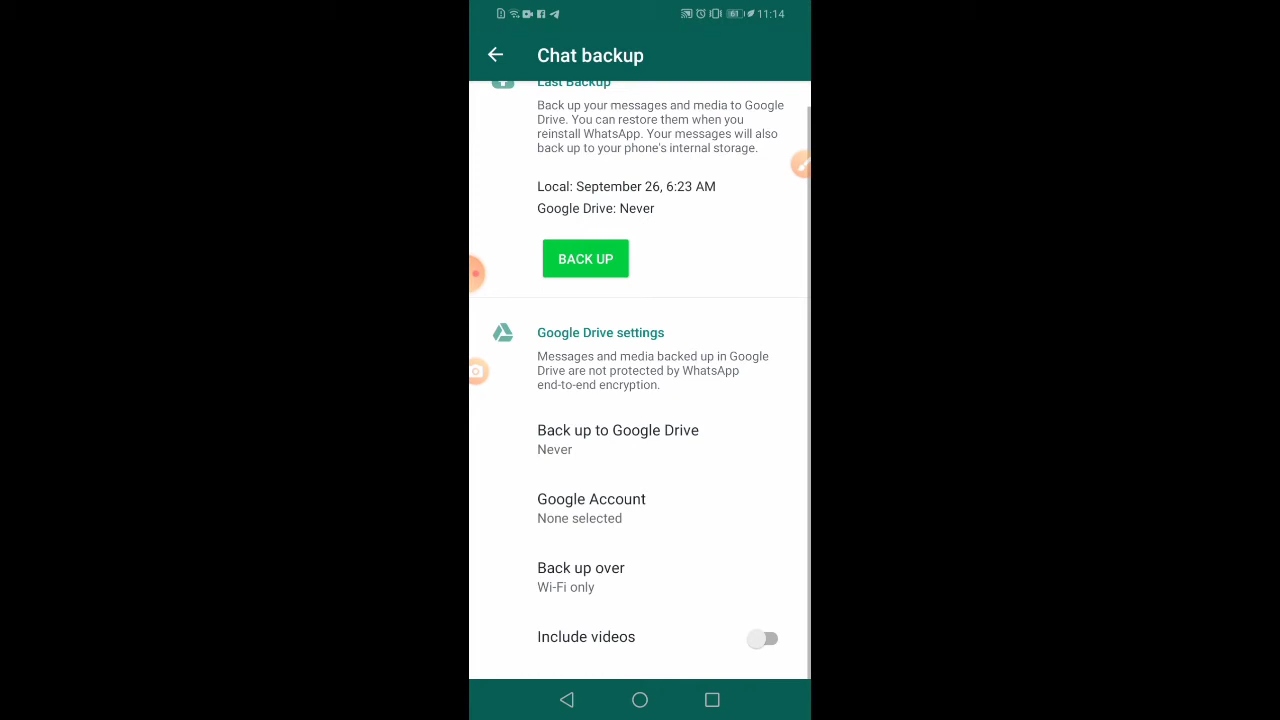 61 11:14
Chat backup
Last Backup
Back up your messages and media to Google
Drive. You can restore them when you
reinstall WhatsApp. Your messages will also
back up to your phone's internal storage.
Local: September 26, 6:23 AM
Google Drive: Never
BACK UP
Google Drive settings
Messages and media backed up in Google
Drive are not protected by WhatsApp
end-to-end encryption.
Back up to Google Drive
Never
Google Account
None selected
Back up over
Wi-Fi only
Include videos